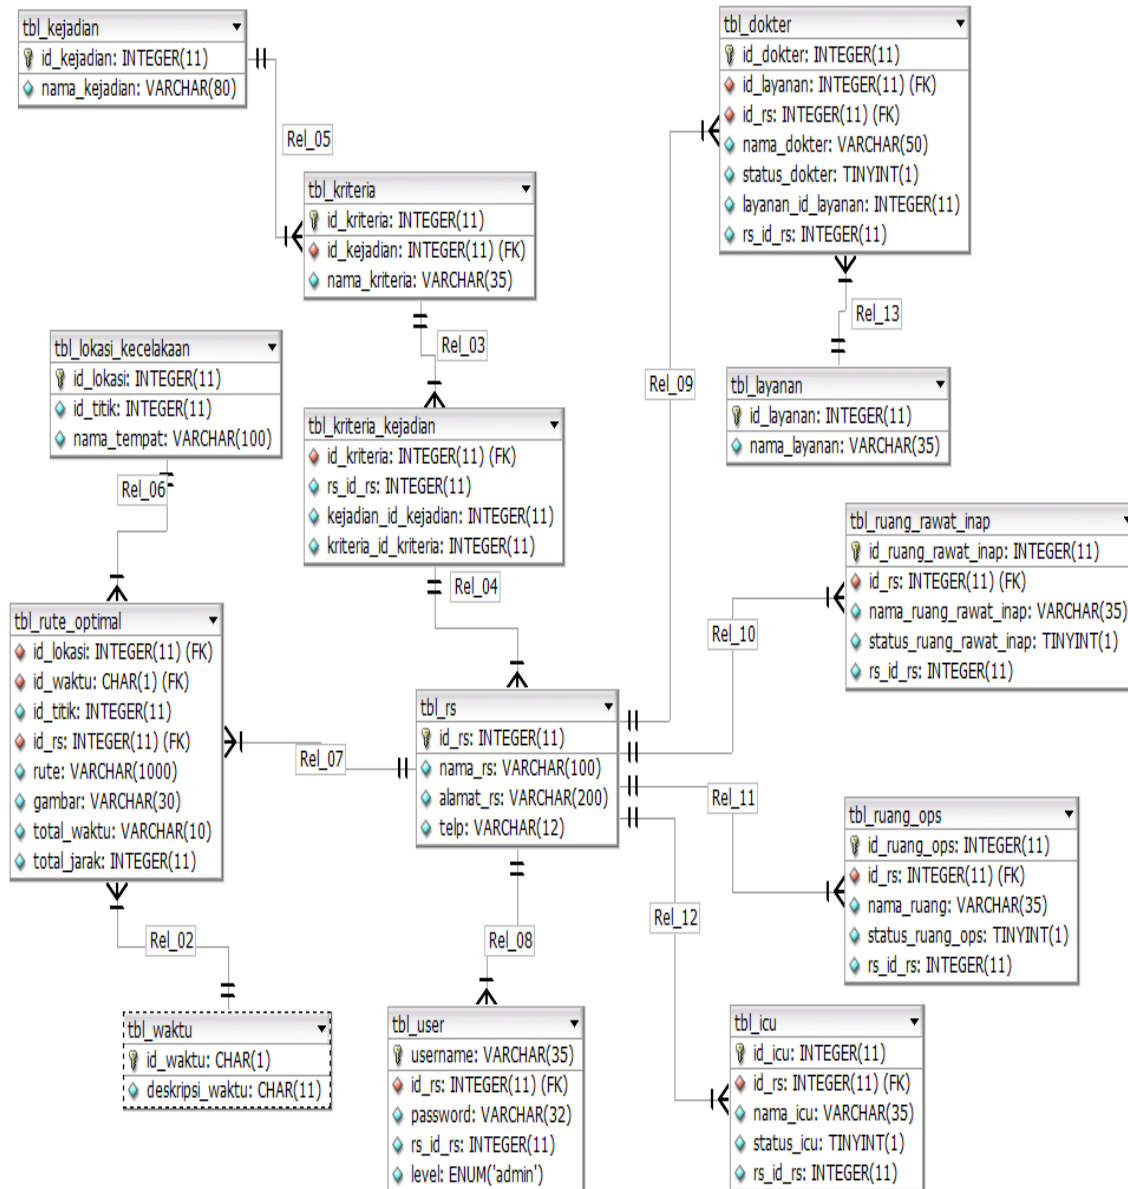 tbl_kejadian
id_kejadian: INTEGER(11)
nama_kejadian: VARCHAR(80)
Rel_05
tbl_kriteria
id_kriteria: INTEGER(11)
id_kejadian: INTEGER(11) (FK)
nama_kriteria: VARCHAR(35)
Rel_03
tbl_dokter
id_dokter: INTEGER(11)
id_layanan: INTEGER(11) (FK)
id_rs: INTEGER(11) (FK)
nama_dokter: VARCHAR(50)
status_dokter: TINYINT(1)
layanan_id_layanan: INTEGER(11)
rs_id_rs: INTEGER(11)
Rel_13
Rel_09
tbl_layanan
id_layanan: INTEGER(11)
nama_layanan: VARCHAR(35)
tbl_lokasi_kecelakaan
id_lokasi: INTEGER(11)
id_titik: INTEGER(11)
nama_tempat: VARCHAR(100)
Rel_06
tbl_kriteria_kejadian
id_kriteria: INTEGER(11) (FK)
rs_id_rs: INTEGER(11)
kejadian_id_kejadian: INTEGER(11)
kriteria_id_kriteria: INTEGER(11)
Rel_04
tbl_ruang_rawat_inap
id_ruang_rawat_inap: INTEGER(11)
id_rs: INTEGER(11) (FK)
nama_ruang_rawat_inap: VARCHAR(35)
status_ruang_rawat_inap: TINYINT(1)
rs_id_rs: INTEGER(11)
Rel_10
tbl_rute_optimal
id_lokasi: INTEGER(11) (FK)
id_waktu: CHAR(1) (FK)
id_titik: INTEGER(11)
id_rs: INTEGER(11) (FK)
rute: VARCHAR(1000)
gambar: VARCHAR(30)
total_waktu: VARCHAR(10)
total_jarak: INTEGER(11)
Rel_07
tbl_rs
id_rs: INTEGER(11)
nama_rs: VARCHAR(100)
alamat_rs: VARCHAR(200)
telp: VARCHAR(12)
Rel_11
tbl_ruang_ops
id_ruang_ops: INTEGER(11)
id_rs: INTEGER(11) (FK)
nama_ruang: VARCHAR(35)
status_ruang_ops: TINYINT(1)
rs_id_rs: INTEGER(11)
Rel_12
Rel_02
Rel_08
tbl_waktu
id_waktu: CHAR(1)
deskripsi_waktu: CHAR(11)
tbl_user
username: VARCHAR(35)
id_rs: INTEGER(11) (FK)
password: VARCHAR(32)
rs_id_rs: INTEGER(11)
level: ENUM('admin')
tbl_icu
id_icu: INTEGER(11)
id_rs: INTEGER(11) (FK)
nama_icu: VARCHAR(35)
status_icu: TINYINT(1)
rs_id_rs: INTEGER(11)